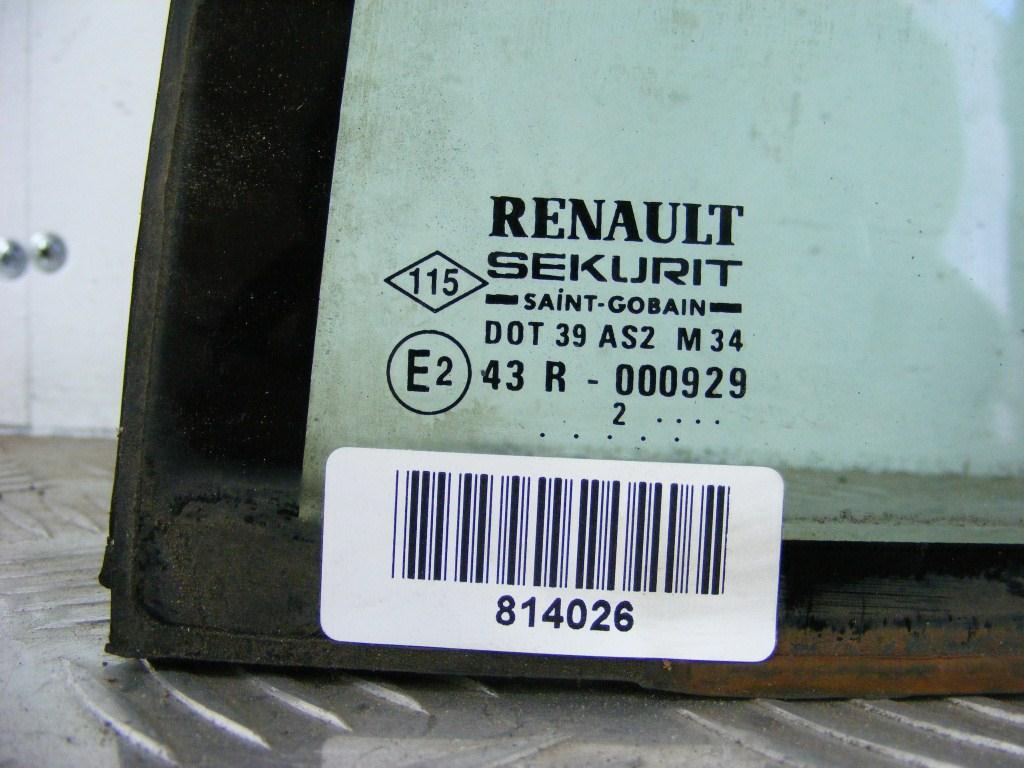 RENAULT
115 SEKURIT
SAINT-GOBAIN
DOT 39 AS2 M34
E2 43 R - 000929
2 ....
.....
814026